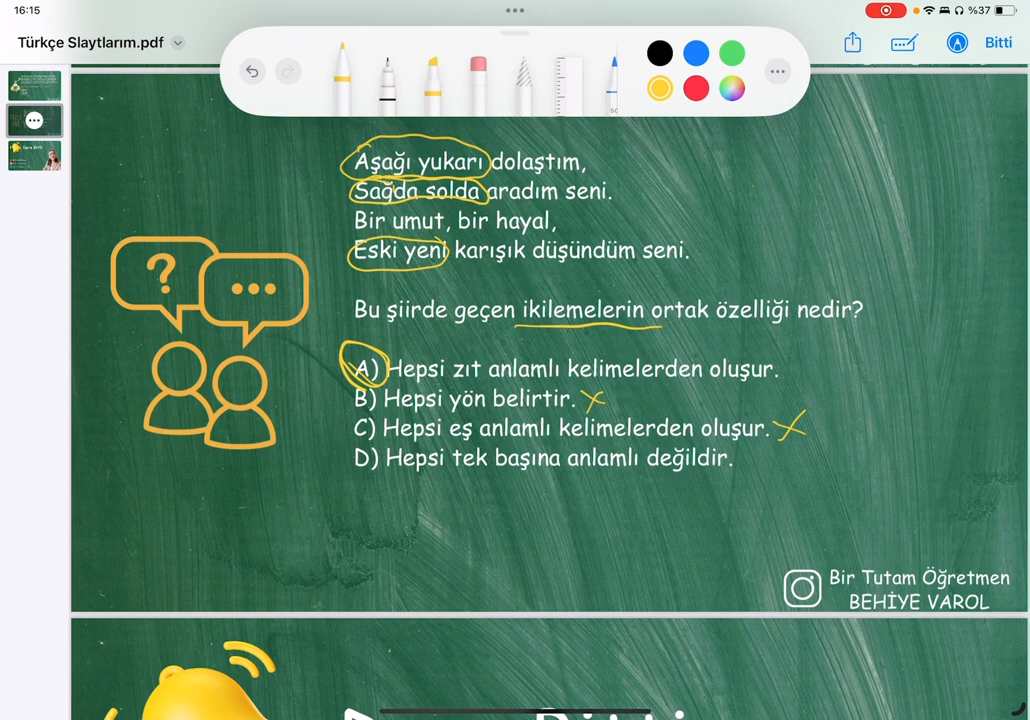 16:15
%37
Türkçe Slaytlarım.pdf
Bitti
Aşağı yukarı dolaştım,
Sağda solda aradım seni.
Bir umut, bir hayal,
Eski yeni karışık düşündüm seni.
?
Bu şiirde geçen ikilemelerin ortak özelliği nedir?
A) Hepsi zıt anlamlı kelimelerden oluşur.
B) Hepsi yön belirtir.
C) Hepsi eş anlamlı kelimelerden oluşur.
D) Hepsi tek başına anlamlı değildir.
Bir Tutam Öğretmen
BEHİYE VAROL